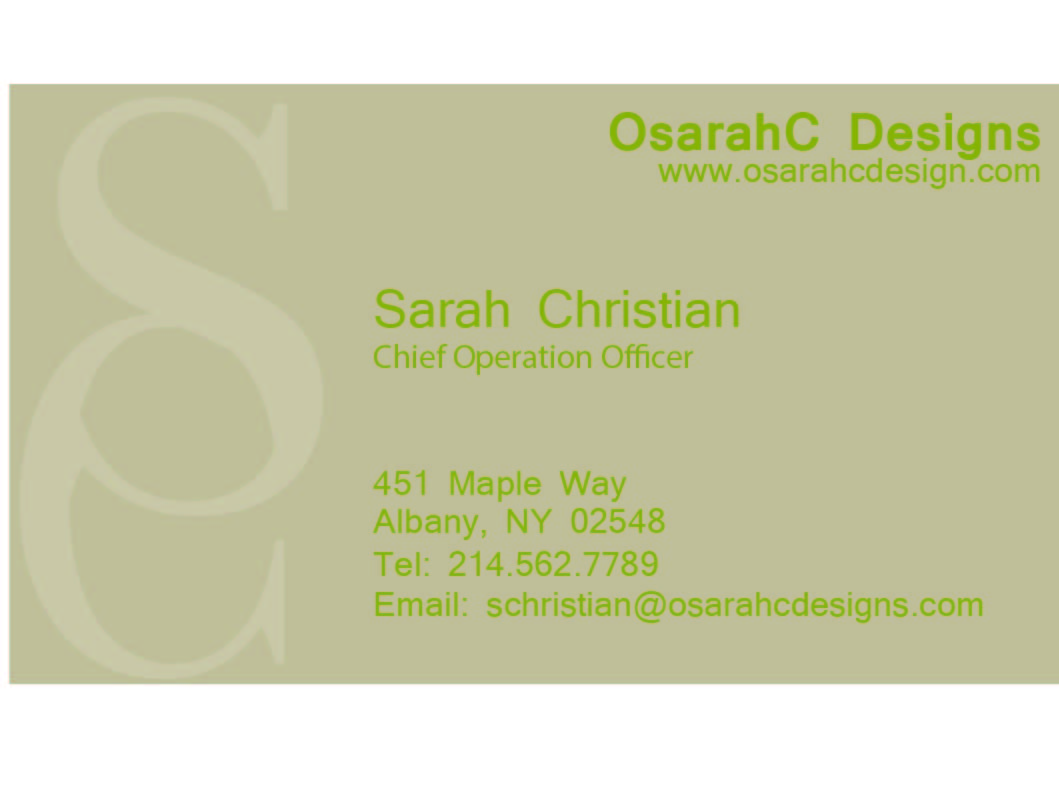 OsarahC Designs
www.osarahcdesign.com
SC
Sarah Christian
Chief Operation Officer
451 Maple Way
Albany, NY 02548
Tel: 214.562.7789
Email: schristian@osarahcdesigns.com